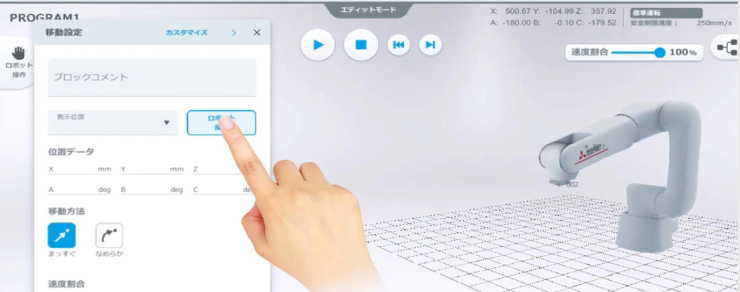 PROGRAM1
エディットモード
X: 500.67 Y: -104.99 Z: 357.92
A: -180.00 B: -0.10 C: -179.52
標準運転
安全制限速度： 250mm/s
移動設定
カスタマイズ
ロボット
操作
ブロックコメント
速度割合
100%
教示位置
ロボット
位置データ
X mm Y mm Z
A deg B deg C
移動方法
まっすぐ
なめらか
速度割合